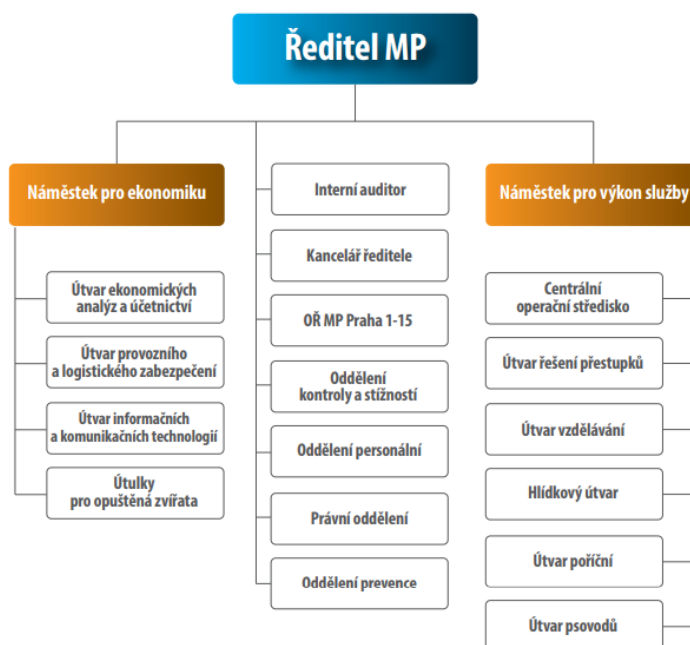 Ředitel MP
Náměstek pro ekonomiku
Útvar ekonomických
analýz a účetnictví
Útvar provozního
a logistického zabezpečení
Útvar informačních
a komunikačních technologií
Útulky
pro opuštěná zvířata
Interní auditor
Kancelář ředitele
OŘ MP Praha 1-15
Oddělení
kontroly a stížností
Oddělení personální
Právní oddělení
Oddělení prevence
Náměstek pro výkon služby
Centrální
operační středisko
Útvar řešení přestupků
Útvar vzdělávání
Hlídkový útvar
Útvar poříční
Útvar psovodů